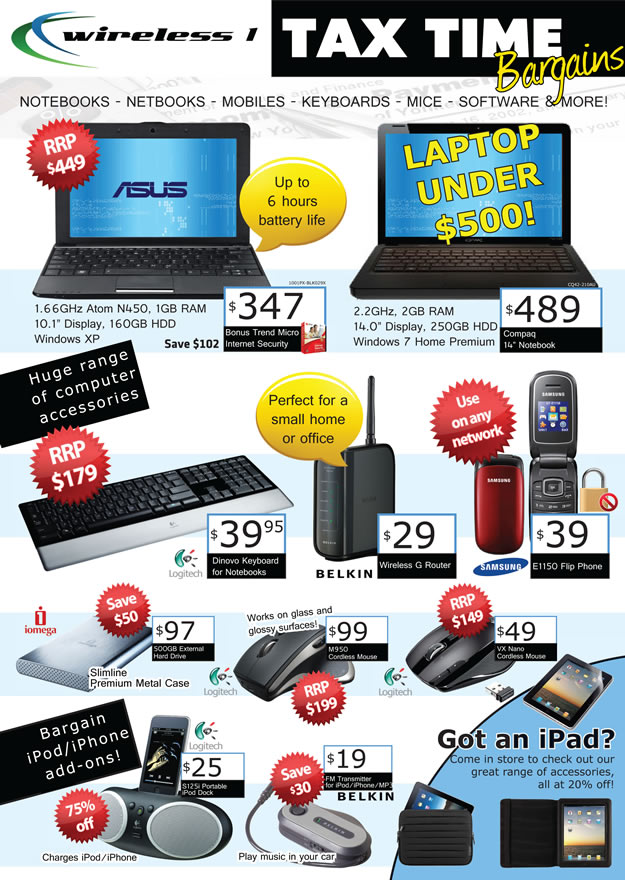 wireless 1
TAX TIME
Bargains
NOTEBOOKS - NETBOOKS - MOBILES - KEYBOARDS - MICE - SOFTWARE & MORE!
RRP
$449
ASUS
Up to
6 hours
battery life
1001PX-BLK029X
1.66GHz Atom N450, 1GB RAM
10.1" Display, 160GB HDD
Windows XP
Save $102
$347
Bonus Trend Micro
Internet Security
LAPTOP
UNDER
$500!
CQ42-210AU
2.2GHz, 2GB RAM
14.0" Display, 250GB HDD
Windows 7 Home Premium
$489
Compaq
14" Notebook
Huge range
of computer
accessories
RRP
$179
Logitech
$39.95
Dinovo Keyboard
for Notebooks
Perfect for a
small home
or office
BELKIN
$29
Wireless G Router
Use
on any
network
SAMSUNG
SAMSUNG
SAMSUNG
$39
E1150 Flip Phone
iomega
Save
$50
$97
500GB External
Hard Drive
Slimline
Premium Metal Case
Works on glass and
glossy surfaces!
$99
M950
Cordless Mouse
Logitech
RRP
$199
RRP
$149
$49
VX Nano
Cordless Mouse
Logitech
Bargain
iPod/iPhone
add-ons!
Logitech
$25
S125i Portable
iPod Dock
75%
off
Charges iPod/iPhone
Save
$30
$19
FM Transmitter
for iPod/iPhone/MP3
BELKIN
BELKIN
Play music in your car
Got an iPad?
Come in store to check out our
great range of accessories,
all at 20% off!